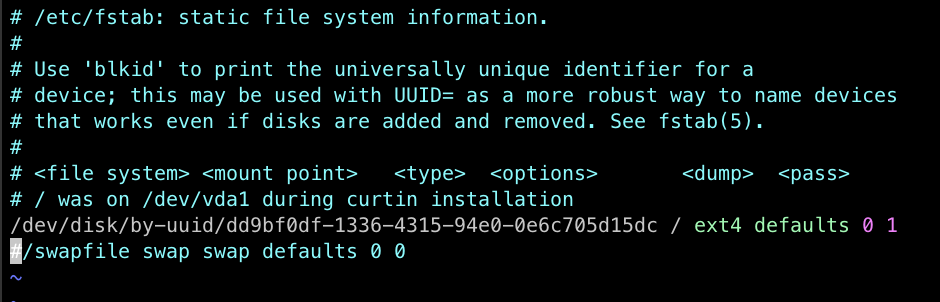 # /etc/fstab: static file system information.
#
# Use 'blkid' to print the universally unique identifier for a
# device; this may be used with UUID= as a more robust way to name devices
# that works even if disks are added and removed. See fstab(5).
#
# <file system> <mount point>   <type>  <options>       <dump>  <pass>
# / was on /dev/vda1 during curtin installation
/dev/disk/by-uuid/dd9bf0df-1336-4315-94e0-0e6c705d15dc / ext4 defaults 0 1
#/swapfile swap swap defaults 0 0
~